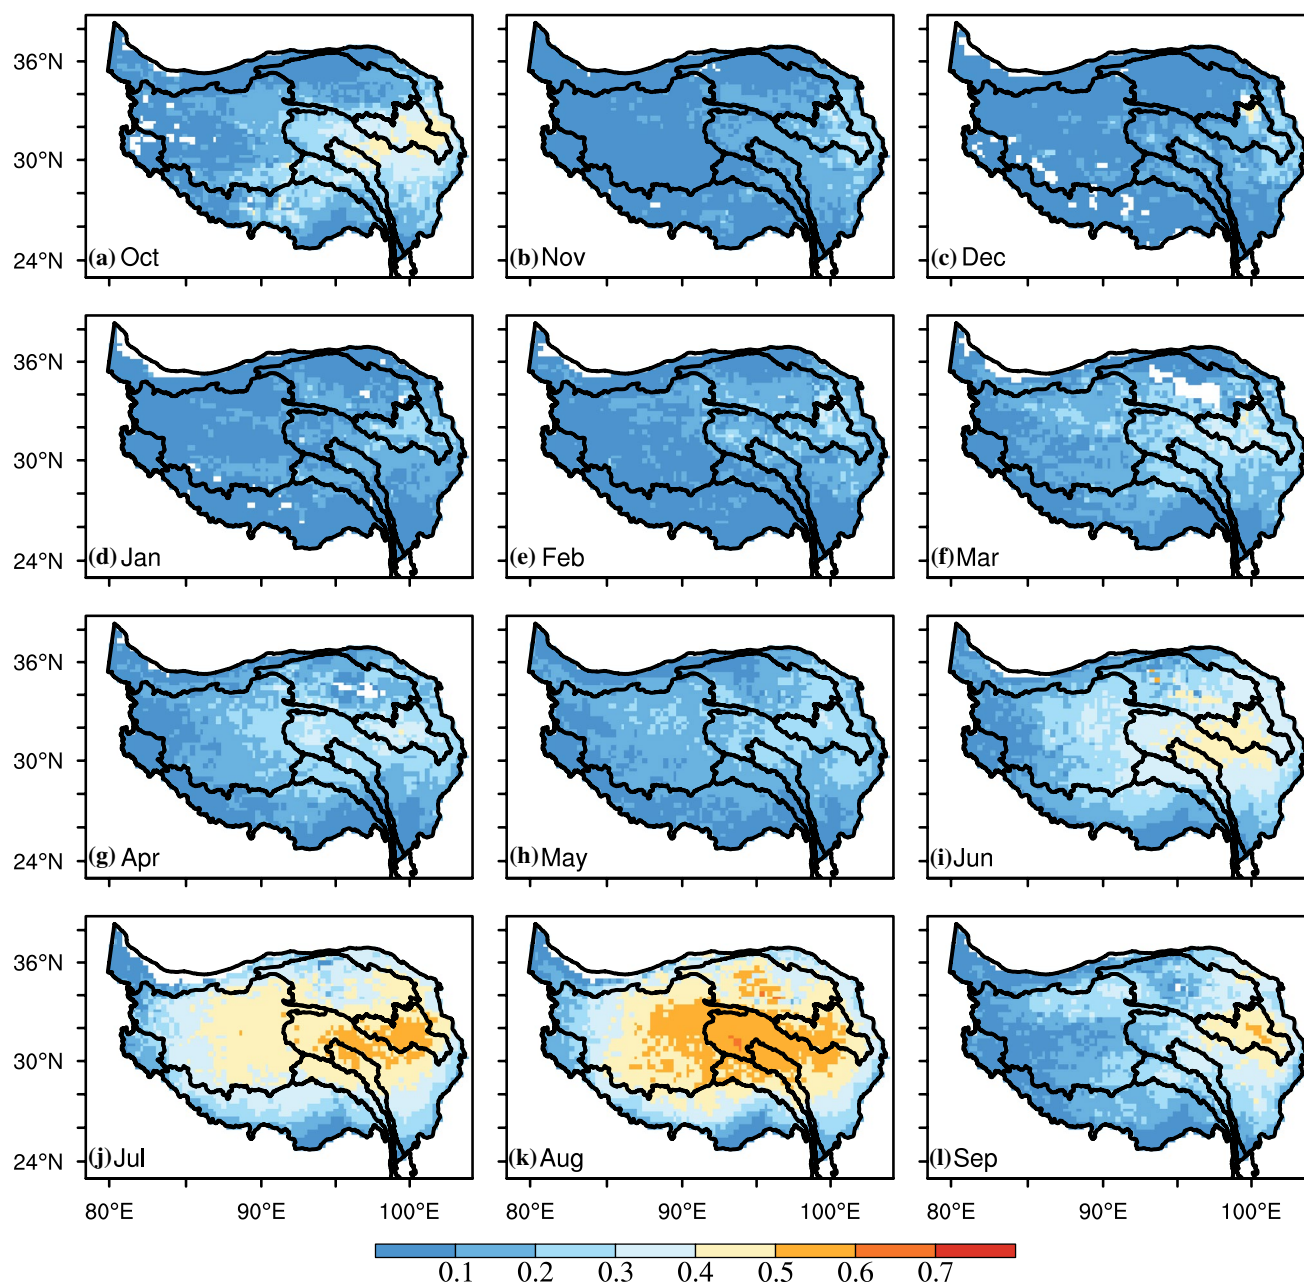 36°N
30°N
24°N
(a) Oct
(b) Nov
(c) Dec
36°N
30°N
24°N
(d) Jan
(e) Feb
(f) Mar
36°N
30°N
24°N
(g) Apr
(h) May
(i) Jun
36°N
30°N
24°N
(j) Jul
(k) Aug
(l) Sep
80°E 90°E 100°E 80°E 90°E 100°E 80°E 90°E 100°E
0.1 0.2 0.3 0.4 0.5 0.6 0.7